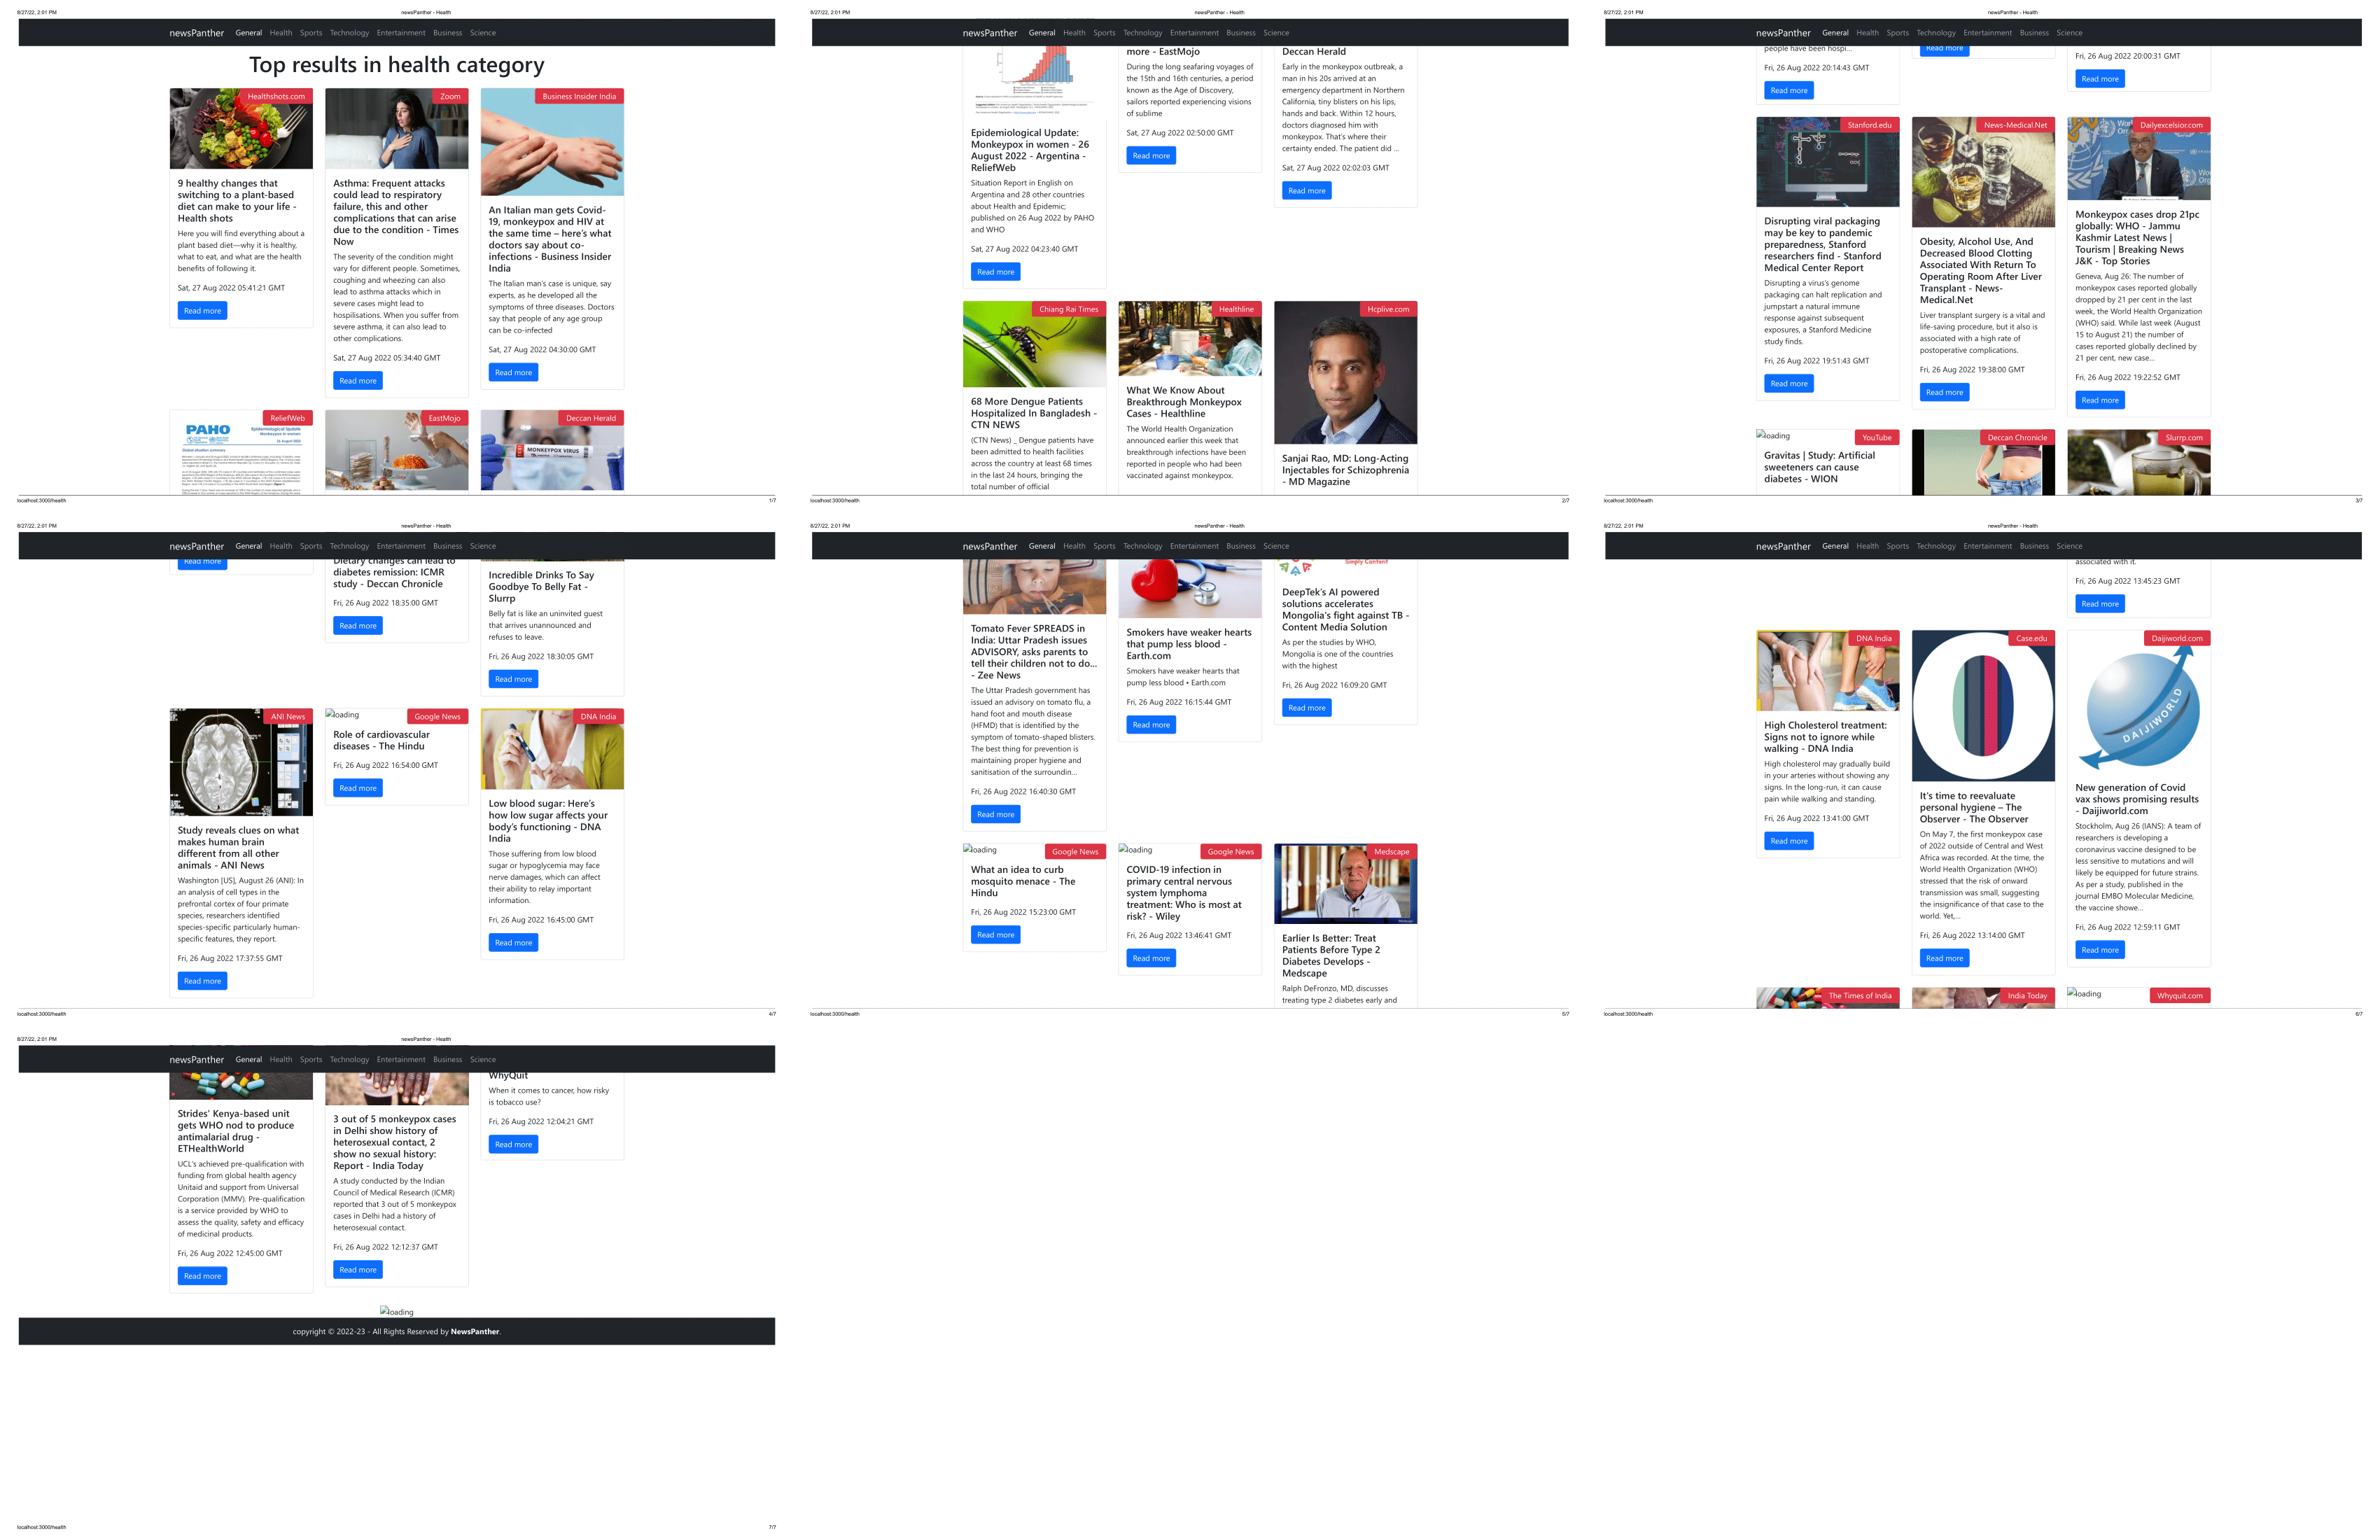 8/27/22, 2:01 PM
newsPanther - Health
newsPanther General Health Sports Technology Entertainment Business Science
Top results in health category
Healthshots.com
9 healthy changes that
switching to a plant-based
diet can make to your life -
Health shots
Here you will find everything about a
plant based diet—why it is healthy,
what to eat, and what are the health
benefits of following it.
Sat, 27 Aug 2022 05:41:21 GMT
Read more
Zoom
Asthma: Frequent attacks
could lead to respiratory
failure, this and other
complications that can arise
due to the condition - Times
Now
The severity of the condition might
vary for different people. Sometimes,
coughing and wheezing can also
lead to asthma attacks which in
severe cases might lead to
hospilisations. When you suffer from
severe asthma, it can also lead to
other complications.
Sat, 27 Aug 2022 05:34:40 GMT
Read more
Business Insider India
An Italian man gets Covid-
19, monkeypox and HIV at
the same time – here's what
doctors say about co-
infections - Business Insider
India
The Italian man's case is unique, say
experts, as he developed all the
symptoms of three diseases. Doctors
say that people of any age group
can be co-infected
Sat, 27 Aug 2022 04:30:00 GMT
Read more
ReliefWeb
PAHO
Epidemiological Update
Monkeypox in women
26 August 2022
EastMojo
Deccan Herald
MONKEYPOX VIRUS
localhost:3000/health
1/7
8/27/22, 2:01 PM
newsPanther - Health
newsPanther General Health Sports Technology Entertainment Business Science
Epidemiological Update:
Monkeypox in women - 26
August 2022 - Argentina -
ReliefWeb
Situation Report in English on
Argentina and 28 other countries
about Health and Epidemic;
published on 26 Aug 2022 by PAHO
and WHO
Sat, 27 Aug 2022 04:23:40 GMT
Read more
more - EastMojo
During the long seafaring voyages of
the 15th and 16th centuries, a period
known as the Age of Discovery,
sailors reported experiencing visions
of sublime
Sat, 27 Aug 2022 02:50:00 GMT
Read more
Deccan Herald
Early in the monkeypox outbreak, a
man in his 20s arrived at an
emergency department in Northern
California, tiny blisters on his lips,
hands and back. Within 12 hours,
doctors diagnosed him with
monkeypox. That's where their
certainty ended. The patient did ...
Sat, 27 Aug 2022 02:02:03 GMT
Read more
Chiang Rai Times
68 More Dengue Patients
Hospitalized In Bangladesh -
CTN NEWS
(CTN News) _ Dengue patients have
been admitted to health facilities
across the country at least 68 times
in the last 24 hours, bringing the
total number of official
Healthline
What We Know About
Breakthrough Monkeypox
Cases - Healthline
The World Health Organization
announced earlier this week that
breakthrough infections have been
reported in people who had been
vaccinated against monkeypox.
Hcplive.com
Sanjai Rao, MD: Long-Acting
Injectables for Schizophrenia
- MD Magazine
localhost:3000/health
2/7
8/27/22, 2:01 PM
newsPanther - Health
newsPanther General Health Sports Technology Entertainment Business Science
people have been hospi...
Fri, 26 Aug 2022 20:14:43 GMT
Read more
Read more
Fri, 26 Aug 2022 20:00:31 GMT
Read more
Stanford.edu
Disrupting viral packaging
may be key to pandemic
preparedness, Stanford
researchers find - Stanford
Medical Center Report
Disrupting a virus's genome
packaging can halt replication and
jumpstart a natural immune
response against subsequent
exposures, a Stanford Medicine
study finds.
Fri, 26 Aug 2022 19:51:43 GMT
Read more
News-Medical.Net
Obesity, Alcohol Use, And
Decreased Blood Clotting
Associated With Return To
Operating Room After Liver
Transplant - News-
Medical.Net
Liver transplant surgery is a vital and
life-saving procedure, but it also is
associated with a high rate of
postoperative complications.
Fri, 26 Aug 2022 19:38:00 GMT
Read more
Dailyexcelsior.com
Monkeypox cases drop 21pc
globally: WHO - Jammu
Kashmir Latest News |
Tourism | Breaking News
J&K - Top Stories
Geneva, Aug 26: The number of
monkeypox cases reported globally
dropped by 21 per cent in the last
week, the World Health Organization
(WHO) said. While last week (August
15 to August 21) the number of
cases reported globally declined by
21 per cent, new case...
Fri, 26 Aug 2022 19:22:52 GMT
Read more
loading
YouTube
Gravitas | Study: Artificial
sweeteners can cause
diabetes - WION
Deccan Chronicle
Slurrp.com
localhost:3000/health
3/7
8/27/22, 2:01 PM
newsPanther - Health
newsPanther General Health Sports Technology Entertainment Business Science
Read more
Dietary changes can lead to
diabetes remission: ICMR
study - Deccan Chronicle
Fri, 26 Aug 2022 18:35:00 GMT
Read more
Incredible Drinks To Say
Goodbye To Belly Fat -
Slurrp
Belly fat is like an uninvited guest
that arrives unannounced and
refuses to leave.
Fri, 26 Aug 2022 18:30:05 GMT
Read more
ANI News
Study reveals clues on what
makes human brain
different from all other
animals - ANI News
Washington [US], August 26 (ANI): In
an analysis of cell types in the
prefrontal cortex of four primate
species, researchers identified
species-specific particularly human-
specific features, they report.
Fri, 26 Aug 2022 17:37:55 GMT
Read more
loading
Google News
Role of cardiovascular
diseases - The Hindu
Fri, 26 Aug 2022 16:54:00 GMT
Read more
DNA India
Low blood sugar: Here's
how low sugar affects your
body's functioning - DNA
India
Those suffering from low blood
sugar or hypoglycemia may face
nerve damages, which can affect
their ability to relay important
information.
Fri, 26 Aug 2022 16:45:00 GMT
Read more
localhost:3000/health
4/7
8/27/22, 2:01 PM
newsPanther - Health
newsPanther General Health Sports Technology Entertainment Business Science
Tomato Fever SPREADS in
India: Uttar Pradesh issues
ADVISORY, asks parents to
tell their children not to do...
- Zee News
The Uttar Pradesh government has
issued an advisory on tomato flu, a
hand foot and mouth disease
(HFMD) that is identified by the
symptom of tomato-shaped blisters.
The best thing for prevention is
maintaining proper hygiene and
sanitisation of the surroundin...
Fri, 26 Aug 2022 16:40:30 GMT
Read more
Smokers have weaker hearts
that pump less blood -
Earth.com
Smokers have weaker hearts that
pump less blood • Earth.com
Fri, 26 Aug 2022 16:15:44 GMT
Read more
Simply Content
DeepTek's AI powered
solutions accelerates
Mongolia's fight against TB -
Content Media Solution
As per the studies by WHO,
Mongolia is one of the countries
with the highest
Fri, 26 Aug 2022 16:09:20 GMT
Read more
loading
Google News
What an idea to curb
mosquito menace - The
Hindu
Fri, 26 Aug 2022 15:23:00 GMT
Read more
loading
Google News
COVID-19 infection in
primary central nervous
system lymphoma
treatment: Who is most at
risk? - Wiley
Fri, 26 Aug 2022 13:46:41 GMT
Read more
Medscape
Earlier Is Better: Treat
Patients Before Type 2
Diabetes Develops -
Medscape
Ralph DeFronzo, MD, discusses
treating type 2 diabetes early and
localhost:3000/health
5/7
8/27/22, 2:01 PM
newsPanther - Health
newsPanther General Health Sports Technology Entertainment Business Science
associated with it.
Fri, 26 Aug 2022 13:45:23 GMT
Read more
DNA India
High Cholesterol treatment:
Signs not to ignore while
walking - DNA India
High cholesterol may gradually build
in your arteries without showing any
signs. In the long-run, it can cause
pain while walking and standing.
Fri, 26 Aug 2022 13:41:00 GMT
Read more
Case.edu
It's time to reevaluate
personal hygiene – The
Observer - The Observer
On May 7, the first monkeypox case
of 2022 outside of Central and West
Africa was recorded. At the time, the
World Health Organization (WHO)
stressed that the risk of onward
transmission was small, suggesting
the insignificance of that case to the
world. Yet,...
Fri, 26 Aug 2022 13:14:00 GMT
Read more
Daijiworld.com
DAIJIWORLD
New generation of Covid
vax shows promising results
- Daijiworld.com
Stockholm, Aug 26 (IANS): A team of
researchers is developing a
coronavirus vaccine designed to be
less sensitive to mutations and will
likely be equipped for future strains.
As per a study, published in the
journal EMBO Molecular Medicine,
the vaccine showe...
Fri, 26 Aug 2022 12:59:11 GMT
Read more
The Times of India
India Today
loading
Whyquit.com
localhost:3000/health
6/7
8/27/22, 2:01 PM
newsPanther - Health
newsPanther General Health Sports Technology Entertainment Business Science
Strides' Kenya-based unit
gets WHO nod to produce
antimalarial drug -
ETHealthWorld
UCL's achieved pre-qualification with
funding from global health agency
Unitaid and support from Universal
Corporation (MMV). Pre-qualification
is a service provided by WHO to
assess the quality, safety and efficacy
of medicinal products.
Fri, 26 Aug 2022 12:45:00 GMT
Read more
3 out of 5 monkeypox cases
in Delhi show history of
heterosexual contact, 2
show no sexual history:
Report - India Today
A study conducted by the Indian
Council of Medical Research (ICMR)
reported that 3 out of 5 monkeypox
cases in Delhi had a history of
heterosexual contact.
Fri, 26 Aug 2022 12:12:37 GMT
Read more
WhyQuit
When it comes to cancer, how risky
is tobacco use?
Fri, 26 Aug 2022 12:04:21 GMT
Read more
loading
copyright © 2022-23 - All Rights Reserved by NewsPanther.
localhost:3000/health
7/7